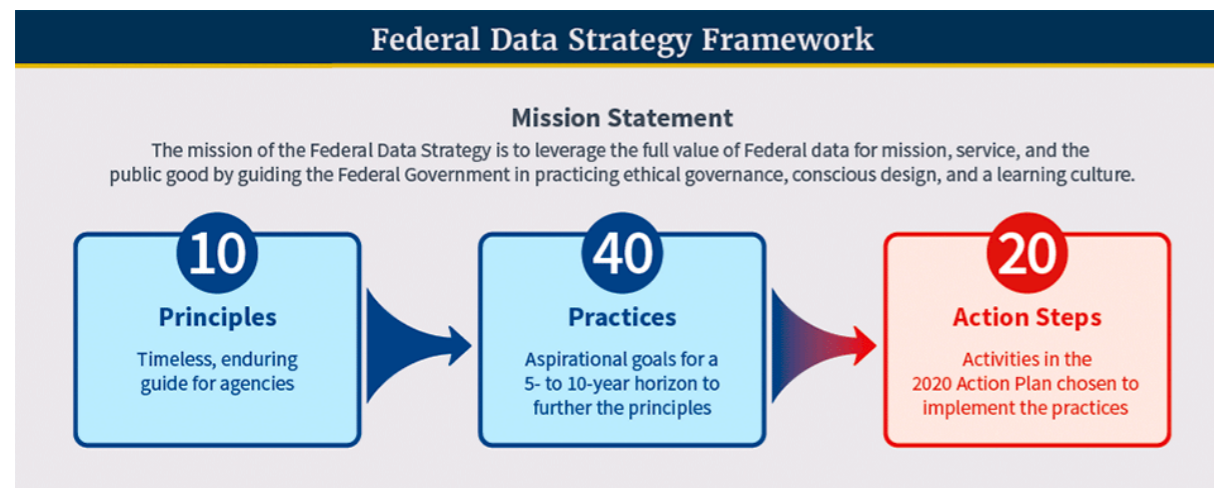 Federal Data Strategy Framework
Mission Statement
The mission of the Federal Data Strategy is to leverage the full value of Federal data for mission, service, and the
public good by guiding the Federal Government in practicing ethical governance, conscious design, and a learning culture.
10
Principles
Timeless, enduring
guide for agencies
40
Practices
Aspirational goals for a
5- to 10-year horizon to
further the principles
20
Action Steps
Activities in the
2020 Action Plan chosen to
implement the practices